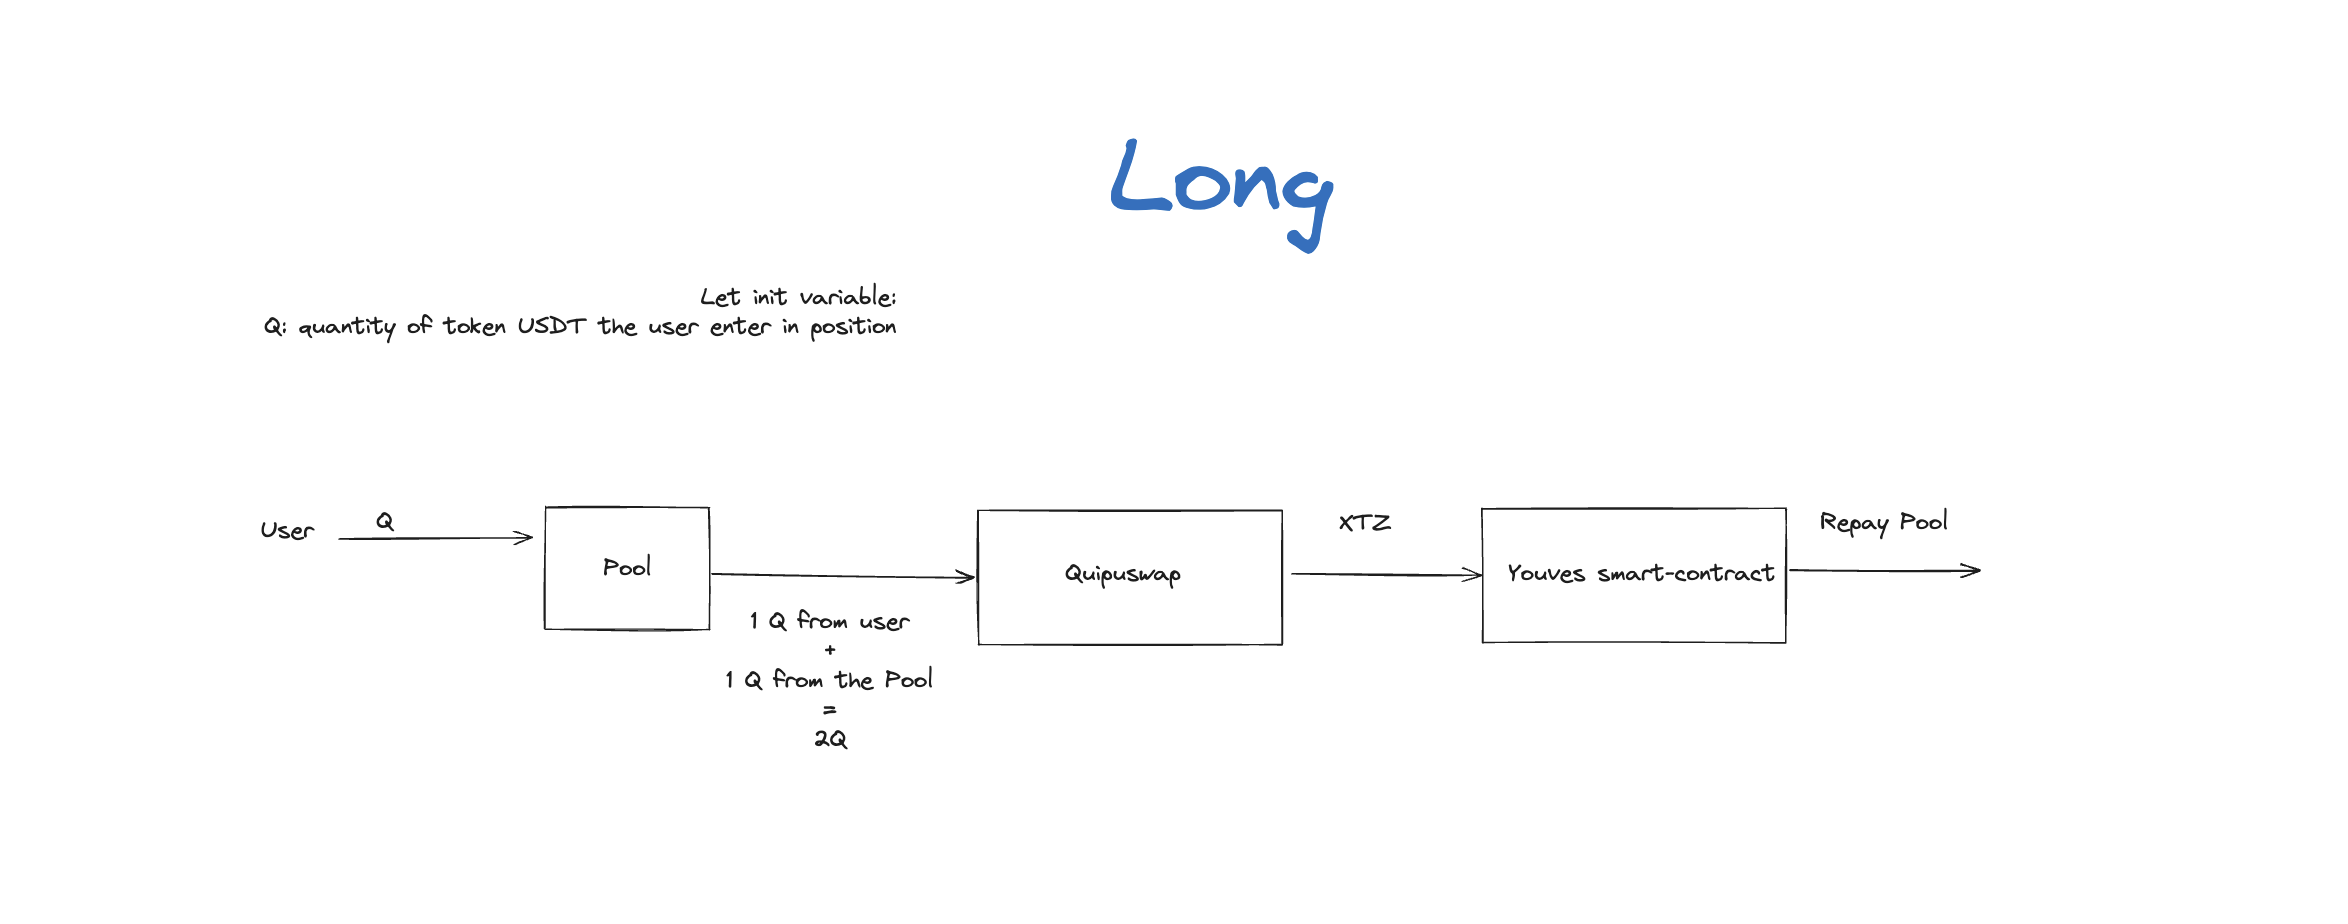 Long
Let init variable:
Q: quantity of token USDT the user enter in position
User
Q
Pool
1 Q from user
+
1 Q from the Pool
=
2Q
Quipuswap
XTZ
Youves smart-contract
Repay Pool